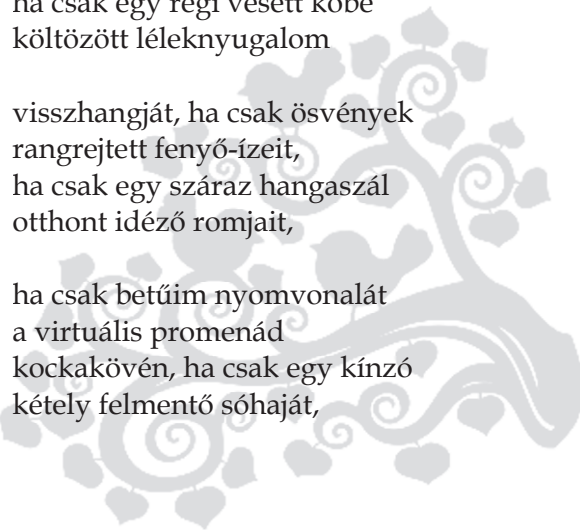 ha csak egy régi vésett kőbe
költözött léleknyugalom
visszhangját, ha csak ösvények
rangrejtett fenyő-ízeit,
ha csak egy száraz hangaszál
otthont idéző romjait,
ha csak betűim nyomvonalát
a virtuális promenád
kockakövén, ha csak egy kínzó
kétely felmentő sóhaját,